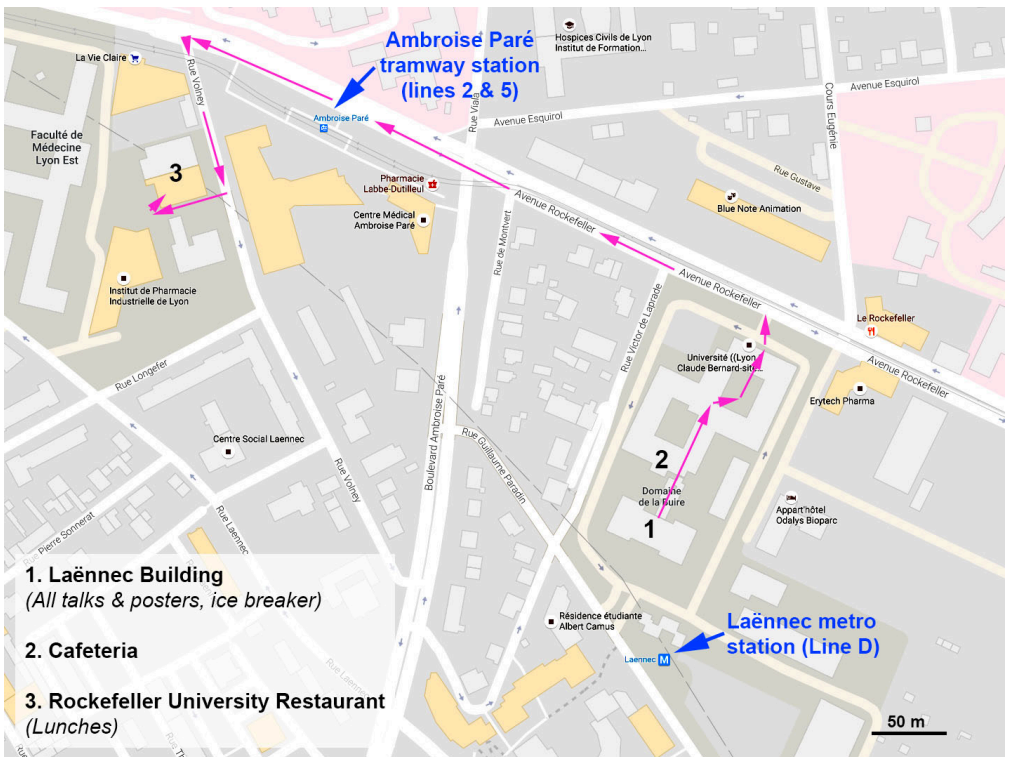 Hospices Civils de Lyon
Institut de Formation...
Ambroise Paré
tramway station
(lines 2 & 5)
La Vie Claire
Rue Volney
Rue Viala
Cours Eugénie
Avenue Esquirol
Avenue Esquirol
Ambroise Paré
Faculté de
Médecine
Lyon Est
3
Rue Gustave
Pharmacie
Labbe-Dutilleul
Blue Note Animation
Avenue Rockefeller
Centre Médical
Ambroise Paré
Rue de Montvert
Avenue Rockefeller
Institut de Pharmacie
Industrielle de Lyon
Rue Victor de Laprade
Le Rockefeller
Université ((Lyon
Claude Bernard-site...
Avenue Rockefeller
Rue Longefer
Erytech Pharma
Boulevard Ambroise Paré
Centre Social Laennec
Rue Guillaume Paradin
2
Rue Volney
Domaine
de la Buire
1
Appart'hôtel
Odalys Bioparc
Rue Pierre Sonnerat
Rue Laennec
1. Laënnec Building
(All talks & posters, ice breaker)
Résidence étudiante
Albert Camus
Laënnec metro
station (Line D)
2. Cafeteria
Laennec M
Rue Laennec
3. Rockefeller University Restaurant
(Lunches)
50 m